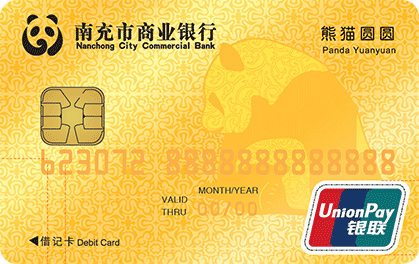 南充市商业银行
Nanchong City Commercial Bank
熊猫圆圆
Panda Yuanyuan
623072 8888888888888
MONTH/YEAR
VALID
THRU 00/00
UnionPay
银联
借记卡 Debit Card